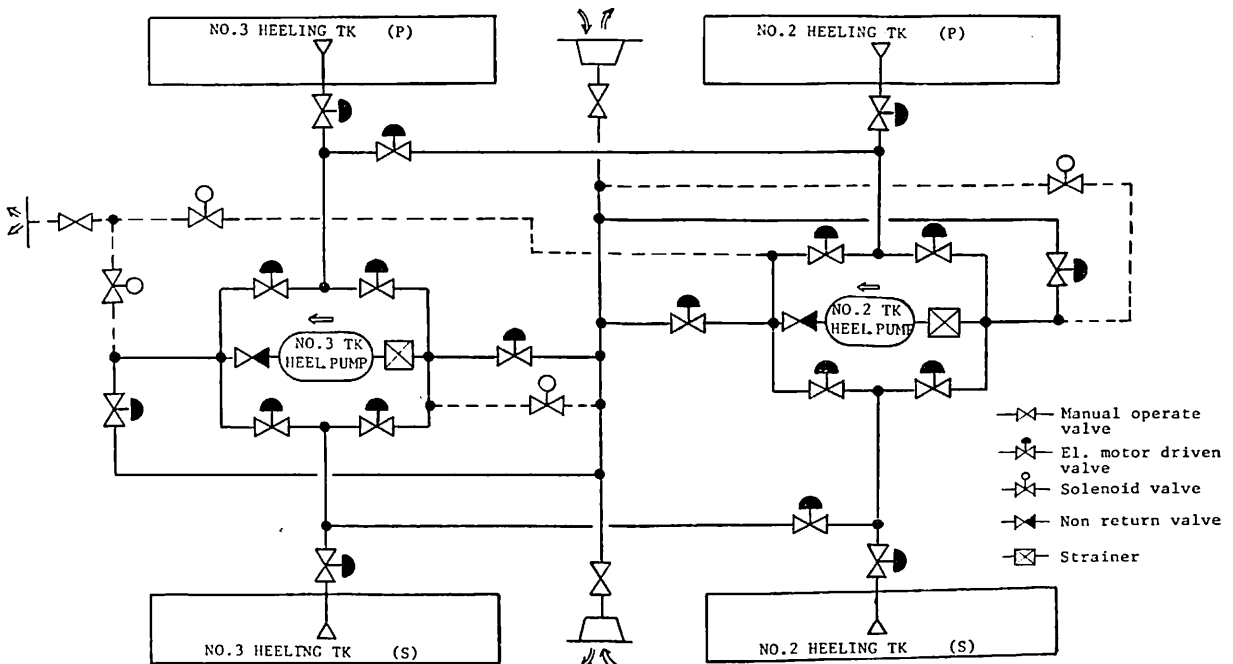 NO.3 HEELING TK (P)
NO.2 HEELING TK (P)
NO.3 TK
HEEL.PUMP
NO.2 TK
HEEL.PUMP
Manual operate
valve
El. motor driven
valve
Solenoid valve
Non return valve
Strainer
NO.3 HEELING TK (S)
NO.2 HEELING TK (S)